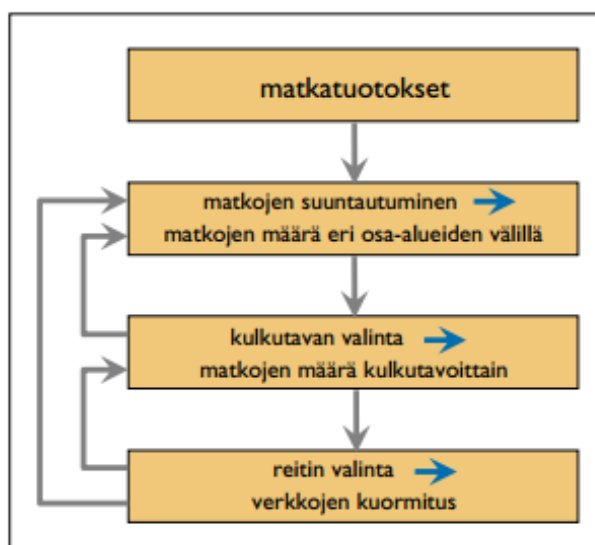 matkatuotokset
matkojen suuntautuminen
matkojen määrä eri osa-alueiden välillä
kulkutavan valinta
matkojen määrä kulkutavoittain
reitin valinta
verkkojen kuormitus